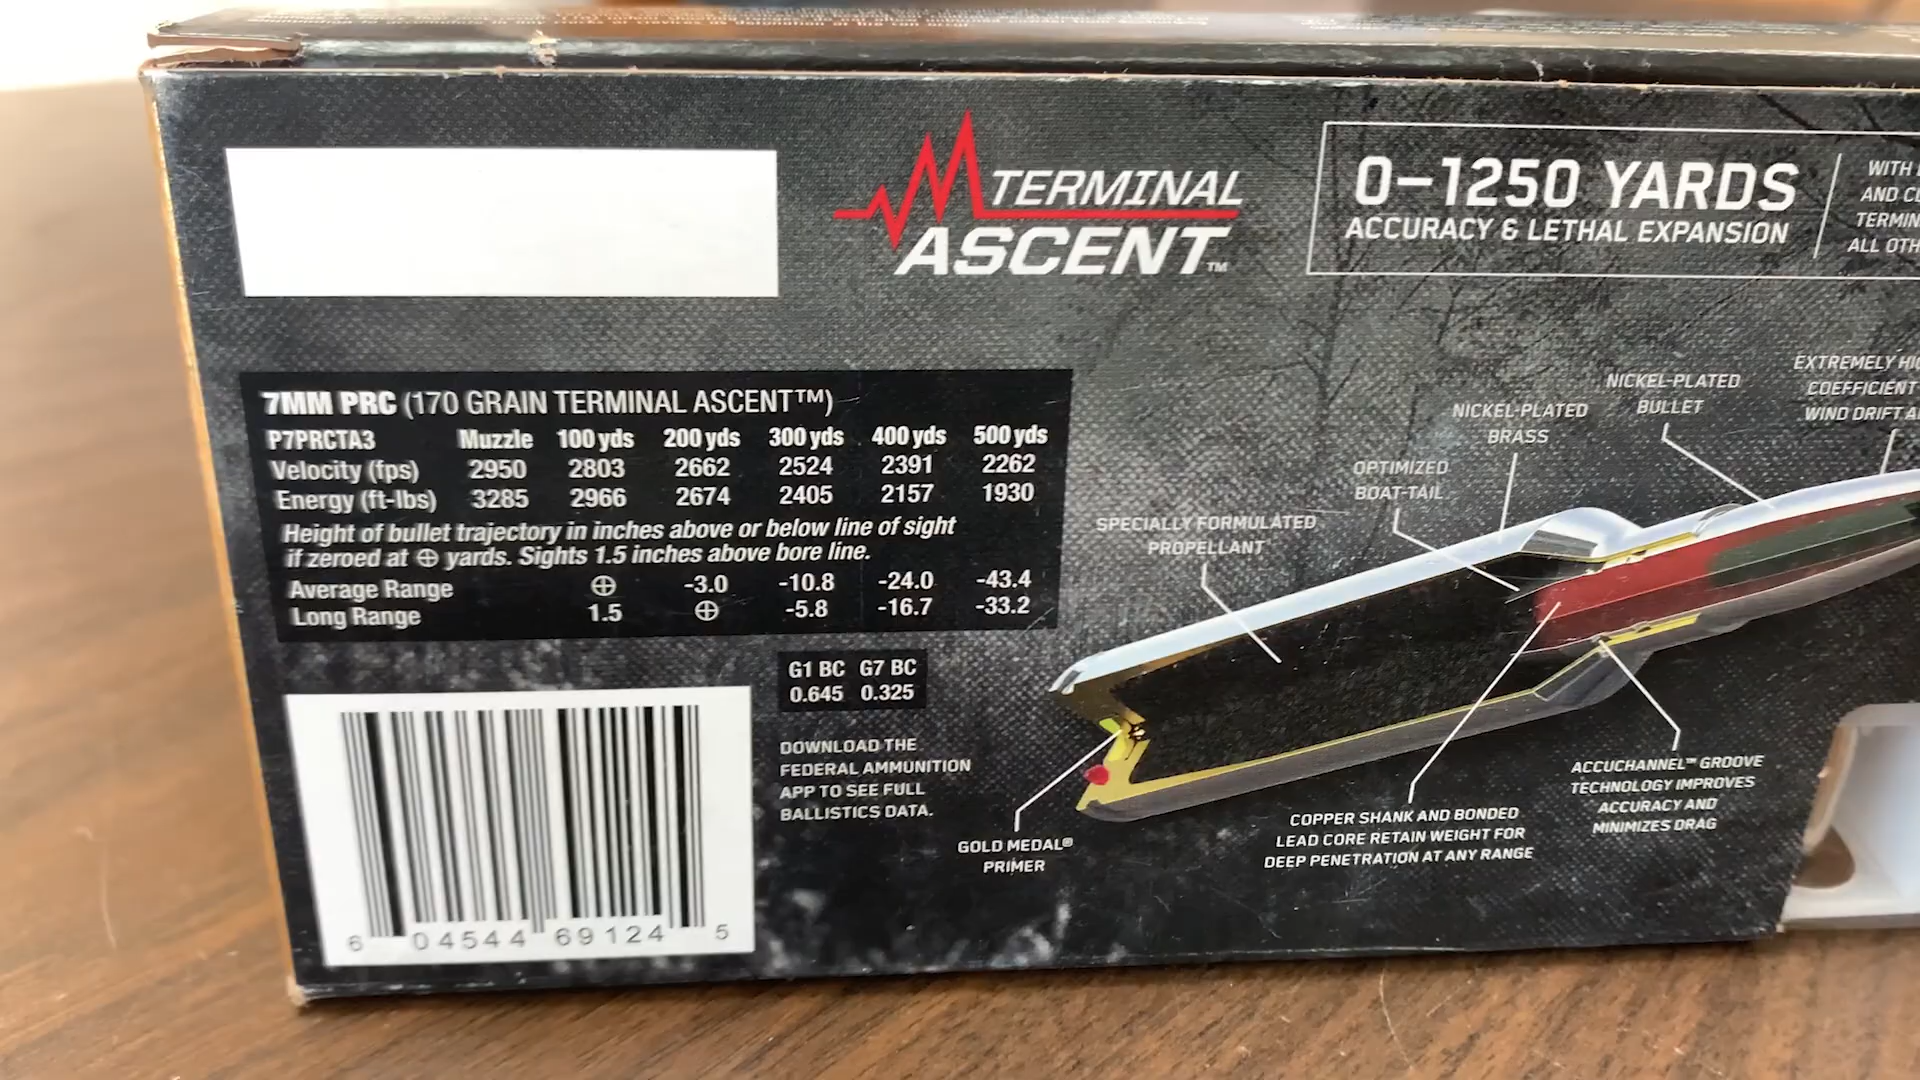 TERMINAL
ASCENT™
0–1250 YARDS
ACCURACY & LETHAL EXPANSION
WITH
AND
ALL
7MM PRC (170 GRAIN TERMINAL ASCENT™)
P7PRCTA3 Muzzle 100 yds 200 yds 300 yds 400 yds 500 yds
Velocity (fps) 2950 2803 2662 2524 2391 2262
Energy (ft-lbs) 3285 2966 2674 2405 2157 1930
Height of bullet trajectory in inches above or below line of sight
if zeroed at ⊕ yards. Sights 1.5 inches above bore line.
Average Range ⊕ -3.0 -10.8 -24.0 -43.4
Long Range 1.5 ⊕ -5.8 -16.7 -33.2
G1 BC G7 BC
0.645 0.325
DOWNLOAD THE
FEDERAL AMMUNITION
APP TO SEE FULL
BALLISTICS DATA.
6 04544 69124 5
SPECIALLY FORMULATED
PROPELLANT
OPTIMIZED
BOAT-TAIL
NICKEL-PLATED
BRASS
NICKEL-PLATED
BULLET
EXTREMELY
COEFFICIENT
WIND DRIFT
GOLD MEDAL®
PRIMER
COPPER SHANK AND BONDED
LEAD CORE RETAIN WEIGHT FOR
DEEP PENETRATION AT ANY RANGE
ACCUCHANNEL™ GROOVE
TECHNOLOGY IMPROVES
ACCURACY AND
MINIMIZES DRAG